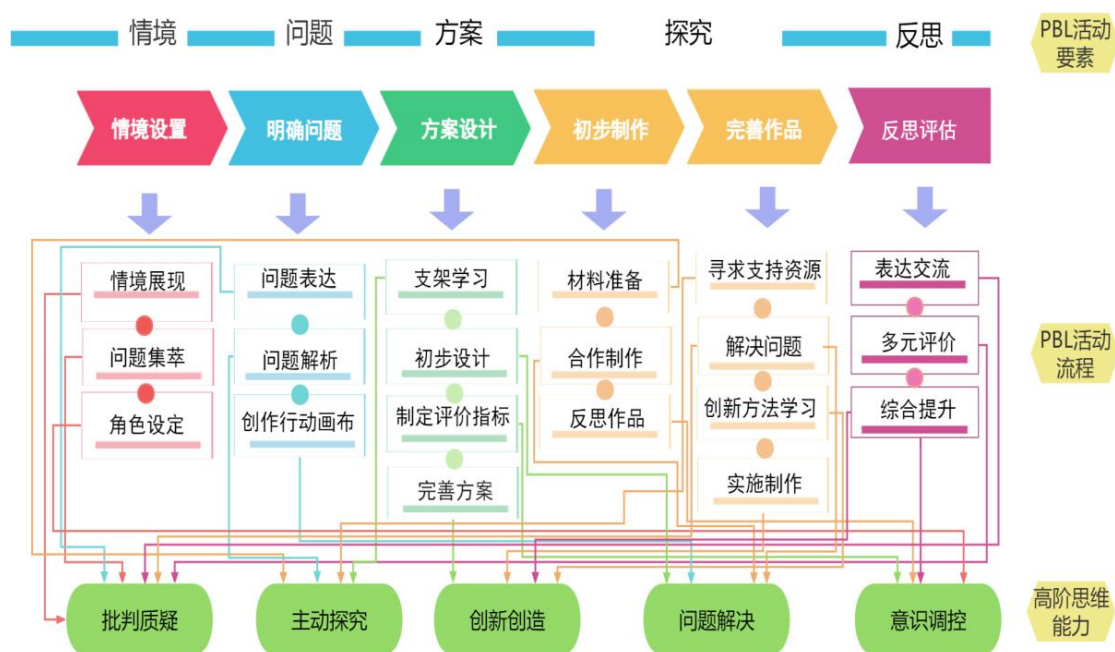 情境 问题 方案 探究 反思
PBL活动
要素
情境设置 明确问题 方案设计 初步制作 完善作品 反思评估
情境展现
问题集萃
角色设定
问题表达
问题解析
创作行动画布
支架学习
初步设计
制定评价指标
完善方案
材料准备
合作制作
反思作品
寻求支持资源
解决问题
创新方法学习
实施制作
表达交流
多元评价
综合提升
PBL活动
流程
批判质疑 主动探究 创新创造 问题解决 意识调控
高阶思维
能力